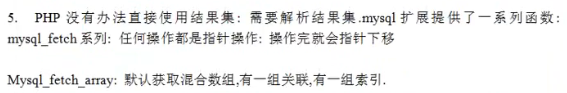 5. PHP 没有办法直接使用结果集: 需要解析结果集.mysql 扩展提供了一系列函数:
mysql_fetch 系列: 任何操作都是指针操作: 操作完就会指针下移
Mysql_fetch_array: 默认获取混合数组,有一组关联,有一组索引.